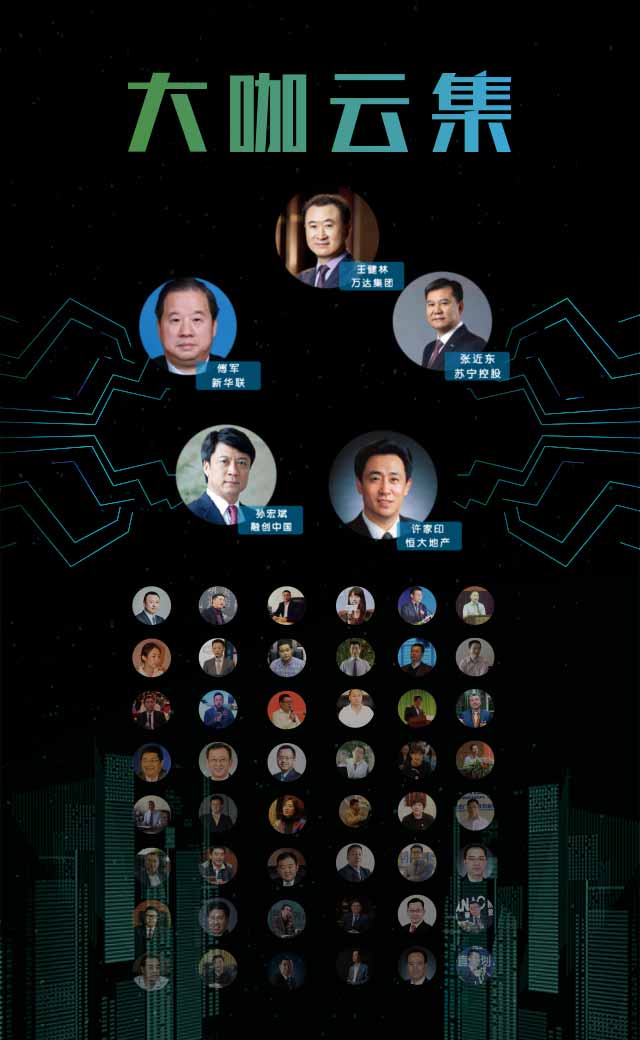 大咖云集
王健林
万达集团
张近东
苏宁控股
傅军
新华联
孙宏斌
融创中国
许家印
恒大地产